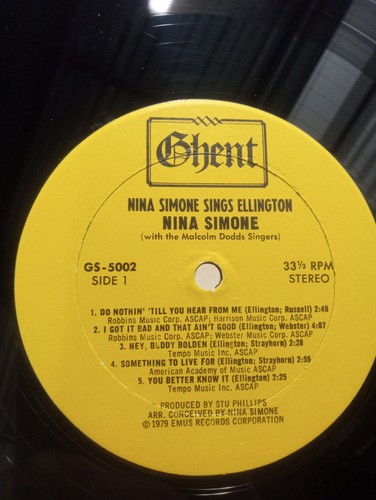 Ghent
NINA SIMONE SINGS ELLINGTON
NINA SIMONE
(with the Malcolm Dodds Singers)
GS-5002
SIDE 1
33⅓ RPM
STEREO
1. DO NOTHIN' 'TILL YOU HEAR FROM ME (Ellington; Russell) 2:45
Robbins Music Corp. ASCAP; Harrison Music Corp. ASCAP
2. I GOT IT BAD AND THAT AIN'T GOOD (Ellington; Webster) 4:07
Robbins Music Corp. ASCAP; Webster Music Corp. ASCAP
3. HEY, BUDDY BOLDEN (Ellington; Strayhorn) 2:28
Tempo Music Inc. ASCAP
4. SOMETHING TO LIVE FOR (Ellington; Strayhorn) 2:55
American Academy of Music ASCAP
5. YOU BETTER KNOW IT (Ellington) 2:25
Tempo Music Inc. ASCAP
PRODUCED BY STU PHILLIPS
ARR. CONCEIVED BY NINA SIMONE
© 1979 EMUS RECORDS CORPORATION